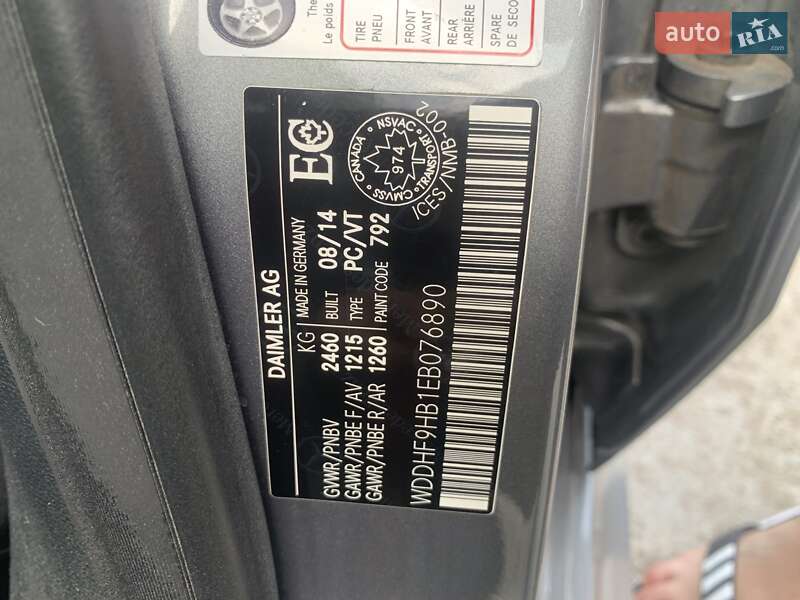 auto RIA .com
The
Le poids
TIRE
PNEU
FRONT
AVANT
REAR
ARRIÈRE
SPARE
DE SECO
DAIMLER AG
KG MADE IN GERMANY
GVWR/PNBV 2460 BUILT 08/14
GAWR/PNBE F/AV 1215 TYPE PC/VT
GAWR/PNBE R/AR 1260 PAINT CODE 792
EC
CANADA NSVAC
974
CMVSS TRANSPORT
ICES/NMB-002
WDDHF9HB1EB076890